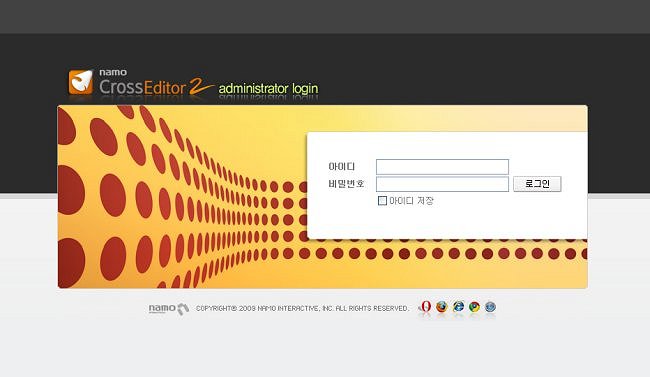 namo
CrossEditor 2 administrator login
아이디
비밀번호 로그인
아이디 저장
namo COPYRIGHT® 2009 NAMO INTERACTIVE, INC. ALL RIGHTS RESERVED.